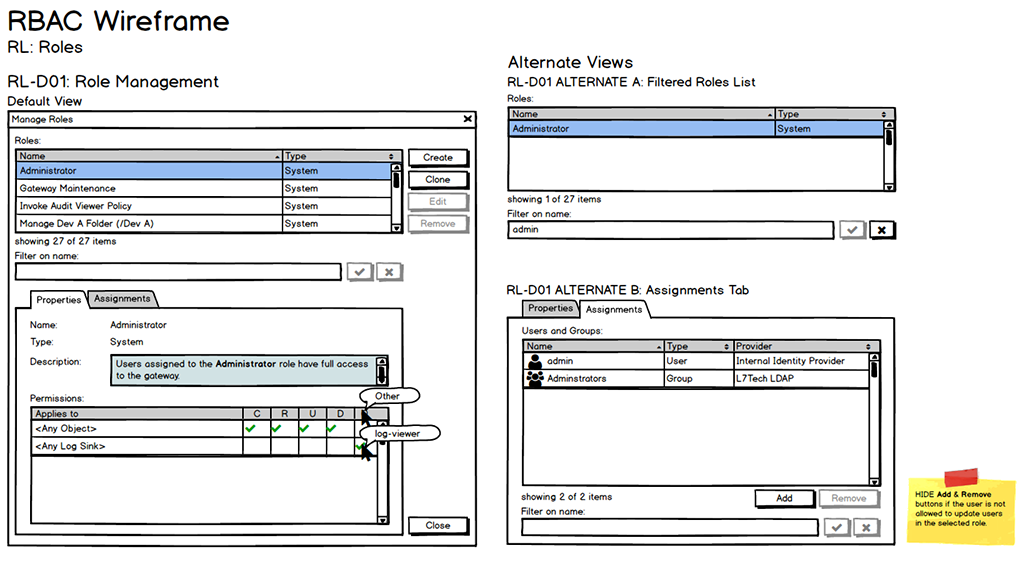 RBAC Wireframe
RL: Roles
RL-D01: Role Management
Default View
Manage Roles
Roles:
Name Type
Administrator System
Gateway Maintenance System
Invoke Audit Viewer Policy System
Manage Dev A Folder (/Dev A) System
Create
Clone
Edit
Remove
showing 27 of 27 items
Filter on name:
Properties Assignments
Name: Administrator
Type: System
Description: Users assigned to the Administrator role have full access
to the gateway.
Permissions:
Other
Applies to C R U D
<Any Object>
log-viewer
<Any Log Sink>
Close
Alternate Views
RL-D01 ALTERNATE A: Filtered Roles List
Roles:
Name Type
Administrator System
showing 1 of 27 items
Filter on name:
admin
RL-D01 ALTERNATE B: Assignments Tab
Properties Assignments
Users and Groups:
Name Type Provider
admin User Internal Identity Provider
Adminstrators Group L7Tech LDAP
showing 2 of 2 items
Add Remove
Filter on name:
HIDE Add & Remove
buttons if the user is not
allowed to update users
in the selected role.